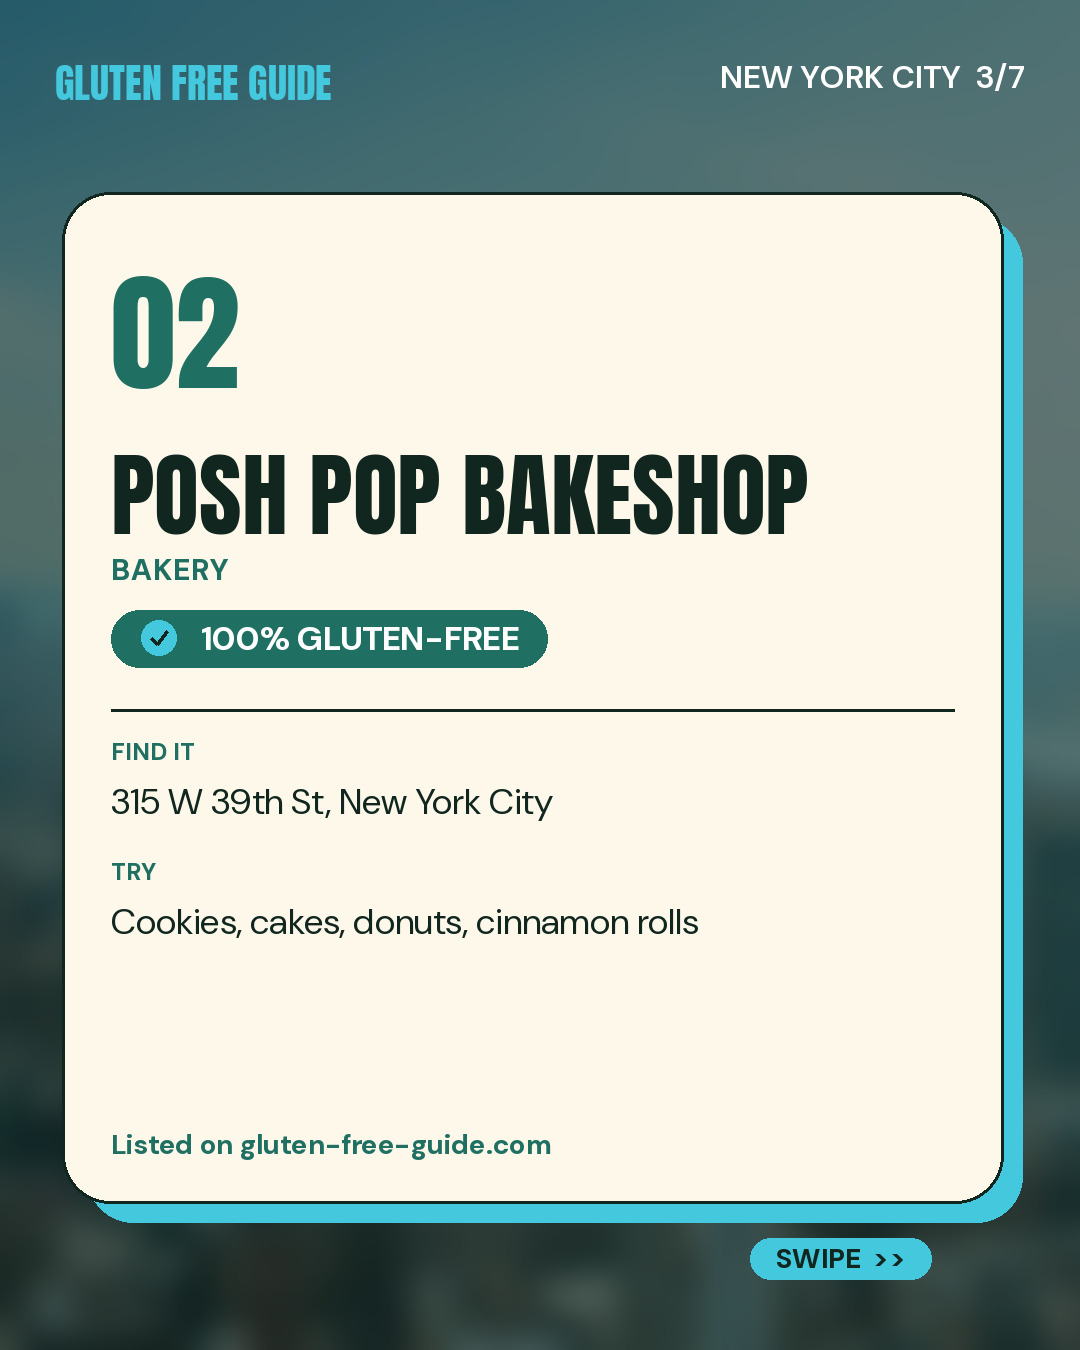 GLUTEN FREE GUIDE
NEW YORK CITY 3/7
02
POSH POP BAKESHOP
BAKERY
100% GLUTEN-FREE
FIND IT
315 W 39th St, New York City
TRY
Cookies, cakes, donuts, cinnamon rolls
Listed on gluten-free-guide.com
SWIPE >>